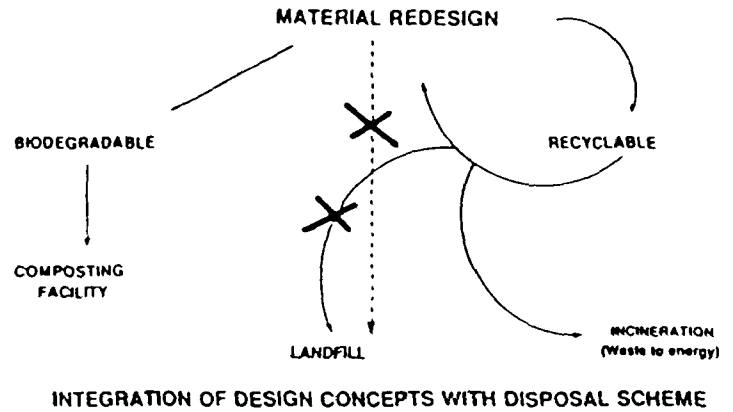 MATERIAL REDESIGN
BIODEGRADABLE
RECYCLABLE
COMPOSTING
FACILITY
LANDFILL
INCINERATION
(Waste to energy)
INTEGRATION OF DESIGN CONCEPTS WITH DISPOSAL SCHEME